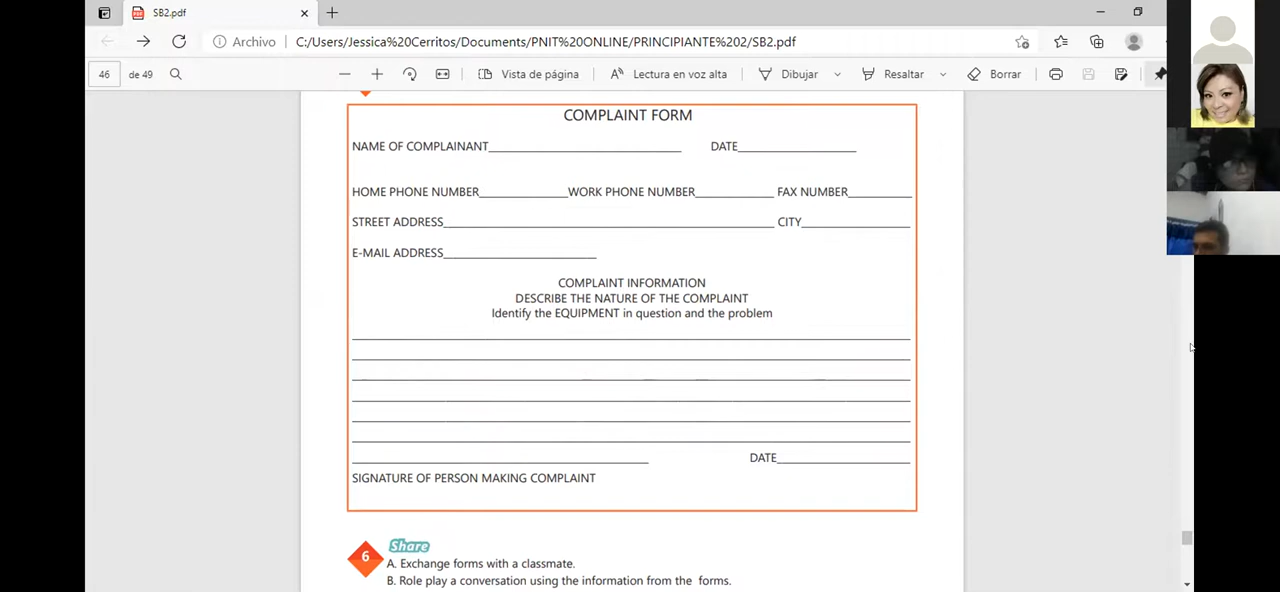 SB2.pdf
Archivo C:/Users/Jessica%20Cerritos/Documents/PNIT%20ONLINE/PRINCIPIANTE%202/SB2.pdf
46 de 49 Vista de página Lectura en voz alta Dibujar Resaltar Borrar
COMPLAINT FORM
NAME OF COMPLAINANT DATE
HOME PHONE NUMBER WORK PHONE NUMBER FAX NUMBER
STREET ADDRESS CITY
E-MAIL ADDRESS
COMPLAINT INFORMATION
DESCRIBE THE NATURE OF THE COMPLAINT
Identify the EQUIPMENT in question and the problem
DATE
SIGNATURE OF PERSON MAKING COMPLAINT
6 Share
A. Exchange forms with a classmate.
B. Role play a conversation using the information from the forms.